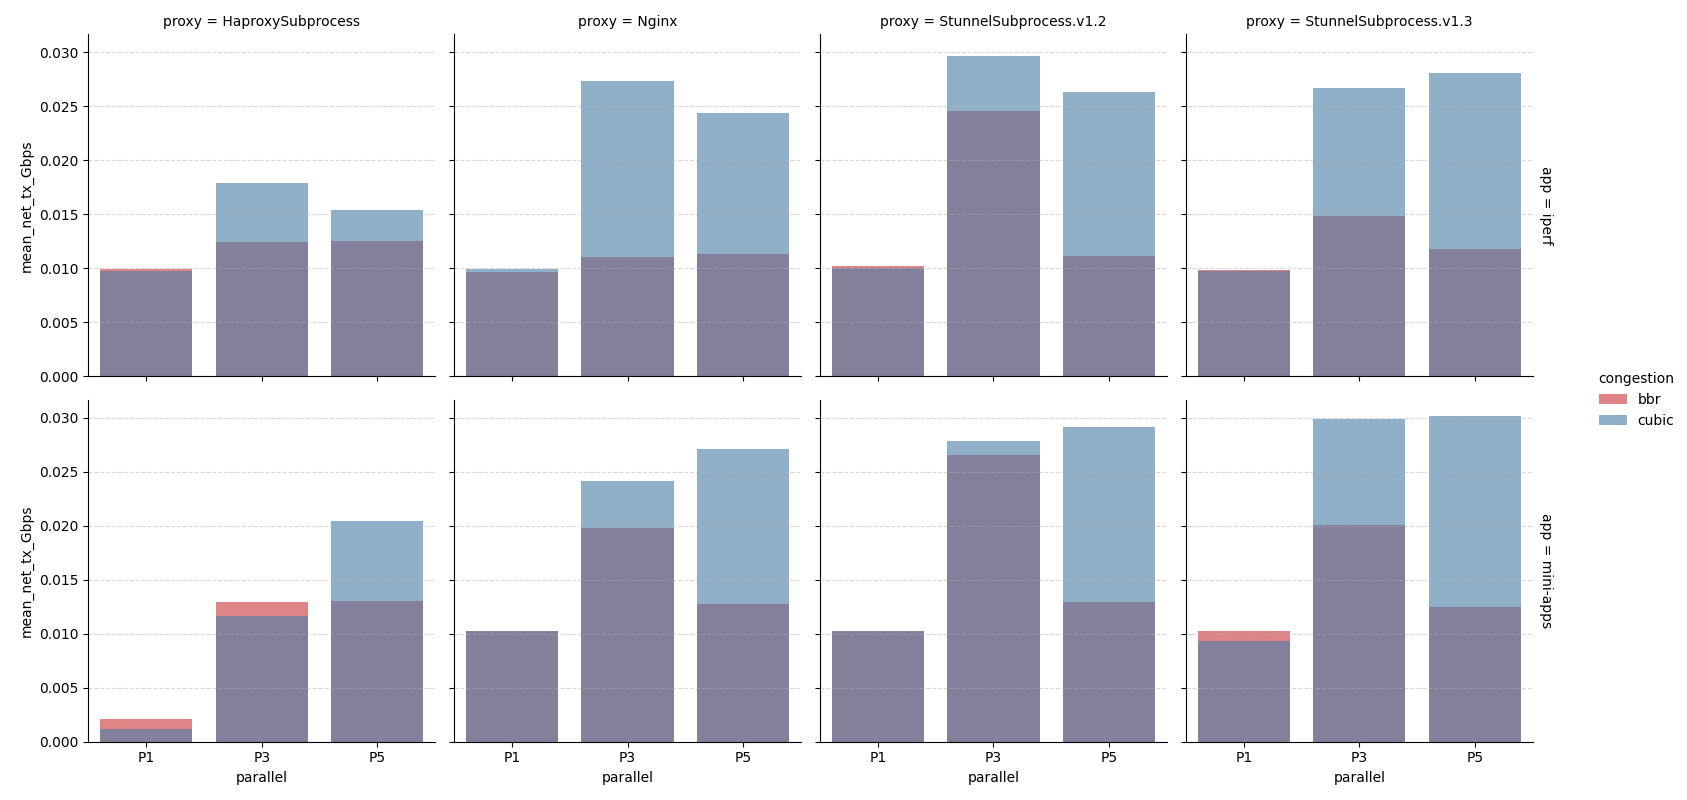 proxy = HaproxySubprocess
proxy = Nginx
proxy = StunnelSubprocess.v1.2
proxy = StunnelSubprocess.v1.3
0.030
0.025
0.020
0.015
0.010
0.005
0.000
mean_net_tx_Gbps
app = iperf
congestion
bbr
cubic
0.030
0.025
0.020
0.015
0.010
0.005
0.000
mean_net_tx_Gbps
app = mini-apps
P1 P3 P5
P1 P3 P5
P1 P3 P5
P1 P3 P5
parallel
parallel
parallel
parallel